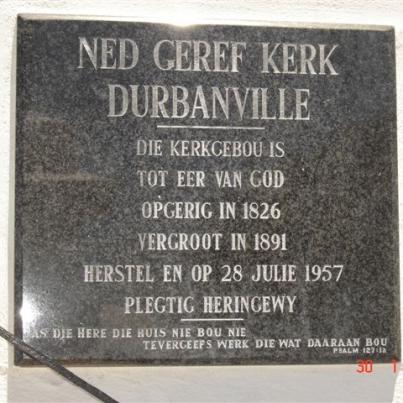 NED GEREF KERK
DURBANVILLE
DIE KERKGEBOU IS
TOT EER VAN GOD
OPGERIG IN 1826
VERGROOT IN 1891
HERSTEL EN OP 28 JULIE 1957
PLEGTIG HERINGEWY
AS DIE HERE DIE HUIS NIE BOU NIE
TEVERGEEFS WERK DIE WAT DAARAAN BOU
PSALM 127:1A
30 1